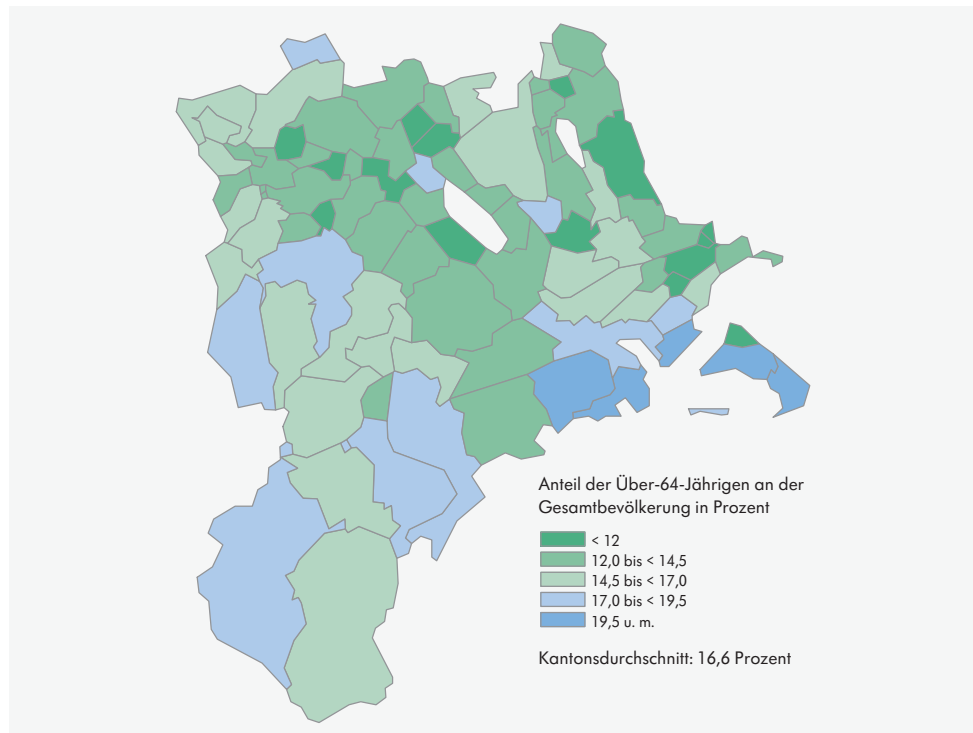 Anteil der Über-64-Jährigen an der
Gesamtbevölkerung in Prozent
< 12
12,0 bis < 14,5
14,5 bis < 17,0
17,0 bis < 19,5
19,5 u. m.
Kantonsdurchschnitt: 16,6 Prozent